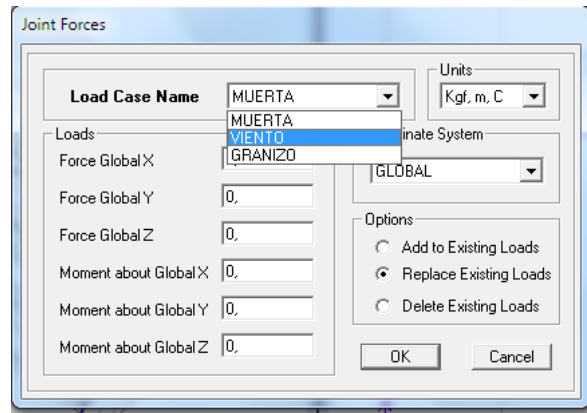 Joint Forces
Units
Load Case Name MUERTA Kgf, m, C
MUERTA
VIENTO
GRANIZO
Loads
inate System
Force Global X
GLOBAL
Force Global Y 0,
Force Global Z 0,
Moment about Global X 0,
Moment about Global Y 0,
Moment about Global Z 0,
Options
Add to Existing Loads
Replace Existing Loads
Delete Existing Loads
OK Cancel